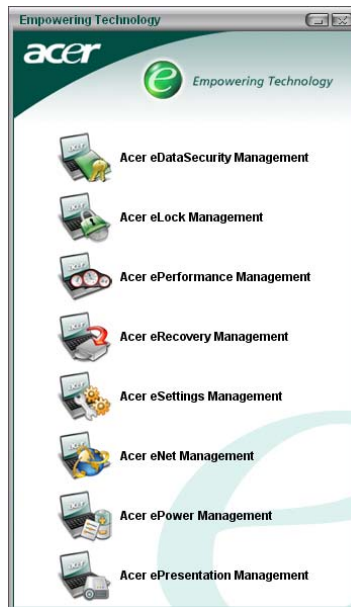 Empowering Technology
acer
e Empowering Technology
Acer eDataSecurity Management
Acer eLock Management
Acer ePerformance Management
Acer eRecovery Management
Acer eSettings Management
Acer eNet Management
Acer ePower Management
Acer ePresentation Management